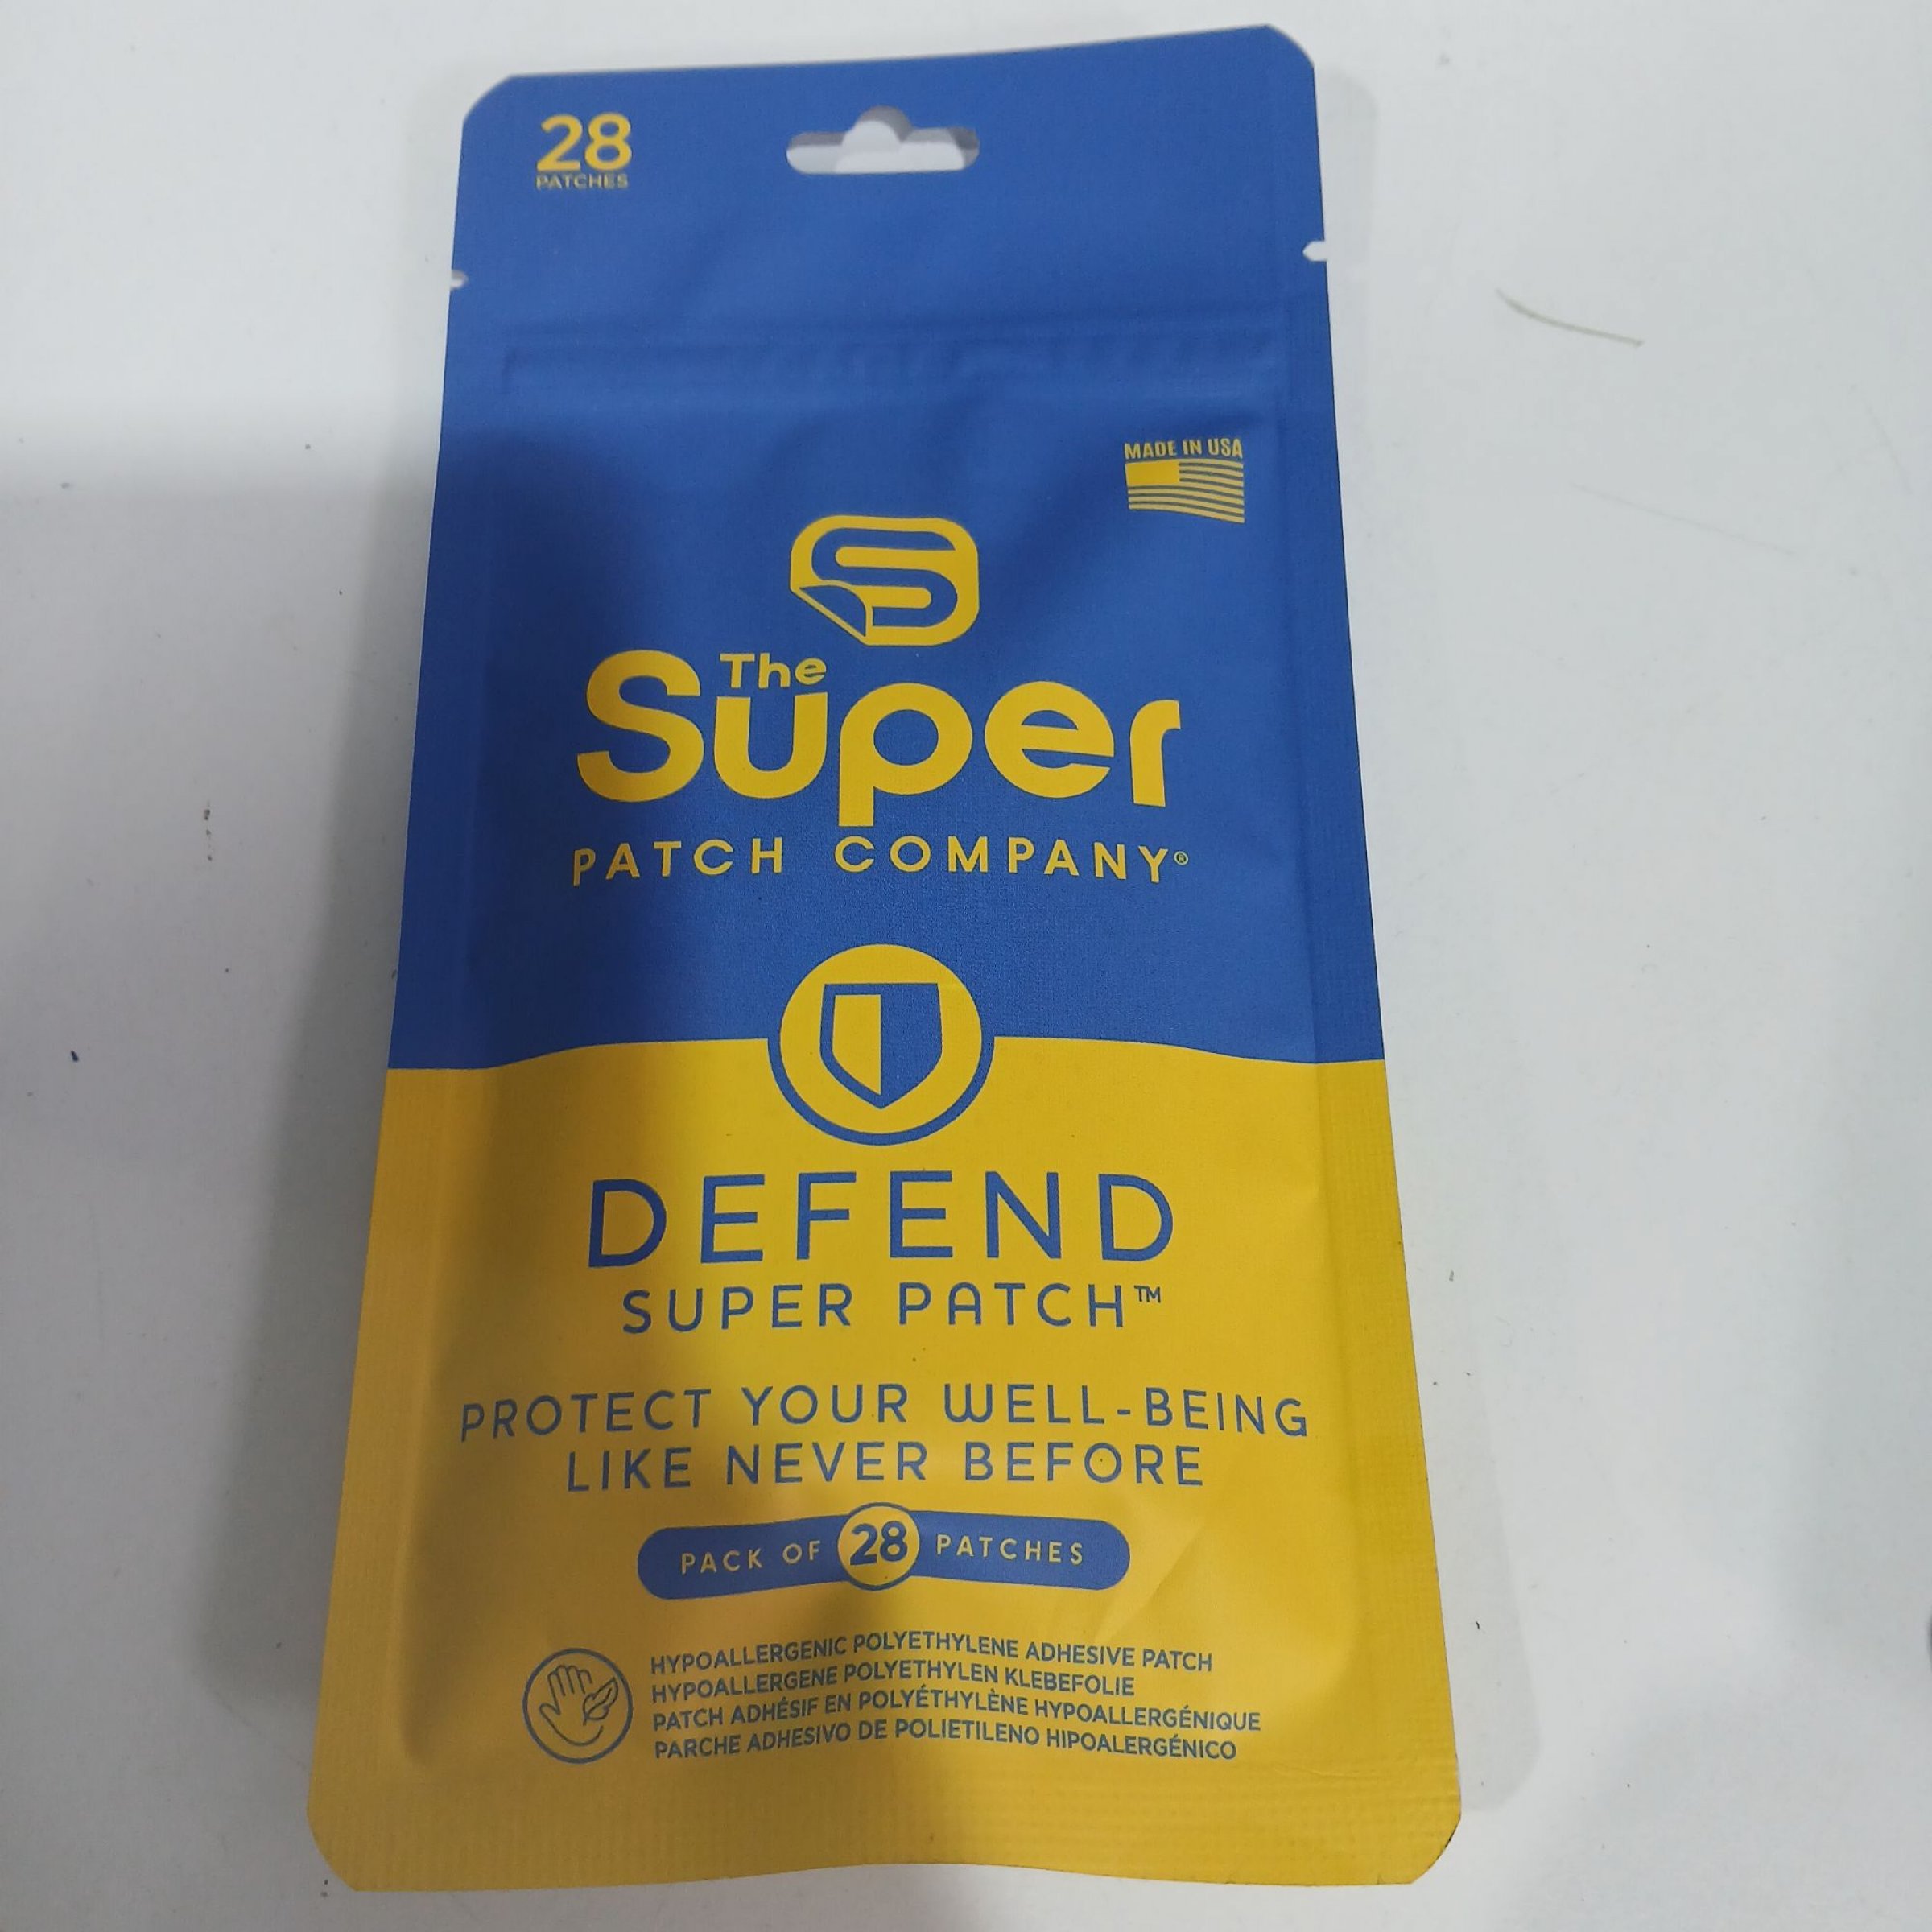 28
PATCHES
MADE IN USA
S
The
Super
PATCH COMPANY®
DEFEND
SUPER PATCH™
PROTECT YOUR WELL-BEING
LIKE NEVER BEFORE
PACK OF 28 PATCHES
HYPOALLERGENIC POLYETHYLENE ADHESIVE PATCH
HYPOALLERGENE POLYETHYLEN KLEBEFOLIE
PATCH ADHÉSIF EN POLYÉTHYLÈNE HYPOALLERGÉNIQUE
PARCHE ADHESIVO DE POLIETILENO HIPOALERGÉNICO